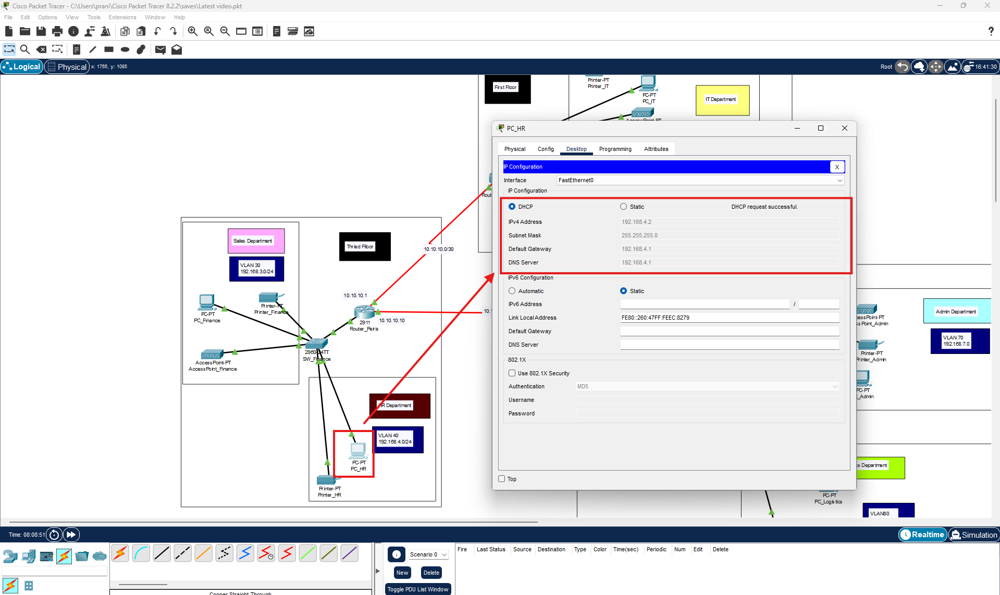 Cisco Packet Tracer - C:\Users\prani\Cisco Packet Tracer 8.2.2\saves\Latest video.pkt
File Edit Options View Tools Extensions Window Help
?
Logical Physical x: 1765, y: 1085 Root 16:41:30
First Floor
Printer-PT
Printer_IT
PC-PT
PC_IT
IT Department
Sales Department
VLAN 30
192.168.3.0/24
Thried Flbor
10.10.10.0/30
10.10.10.1
10.10.10.10
PC-PT
PC_Finance
Printer-PT
Printer_Finance
2911
Router_Peiris
2960-24TT
SW_Finance
AccessPoint-PT
AccessPoint_Finance
HR Department
VLAN 40
192.168.4.0/24
PC-PT
PC_HR
Printer-PT
Printer_HR
PC_HR
Physical Config Desktop Programming Attributes
IP Configuration X
Interface FastEthernet0
IP Configuration
DHCP Static DHCP request successful.
IPv4 Address 192.168.4.2
Subnet Mask 255.255.255.0
Default Gateway 192.168.4.1
DNS Server 192.168.4.1
IPv6 Configuration
Automatic Static
IPv6 Address /
Link Local Address FE80::260:47FF:FEEC:8279
Default Gateway
DNS Server
802.1X
Use 802.1X Security
Authentication MD5
Username
Password
Top
Admin Department
VLAN 70
192.168.7.0
Printer-PT
Printer_Admin
PC-PT
PC-PT
PC_Logistics
VLAN80
Time: 08:08:51 Realtime Simulation
Scenario 0
New Delete
Toggle PDU List Window
Fire Last Status Source Destination Type Color Time(sec) Periodic Num Edit Delete
Copper Straight-Through